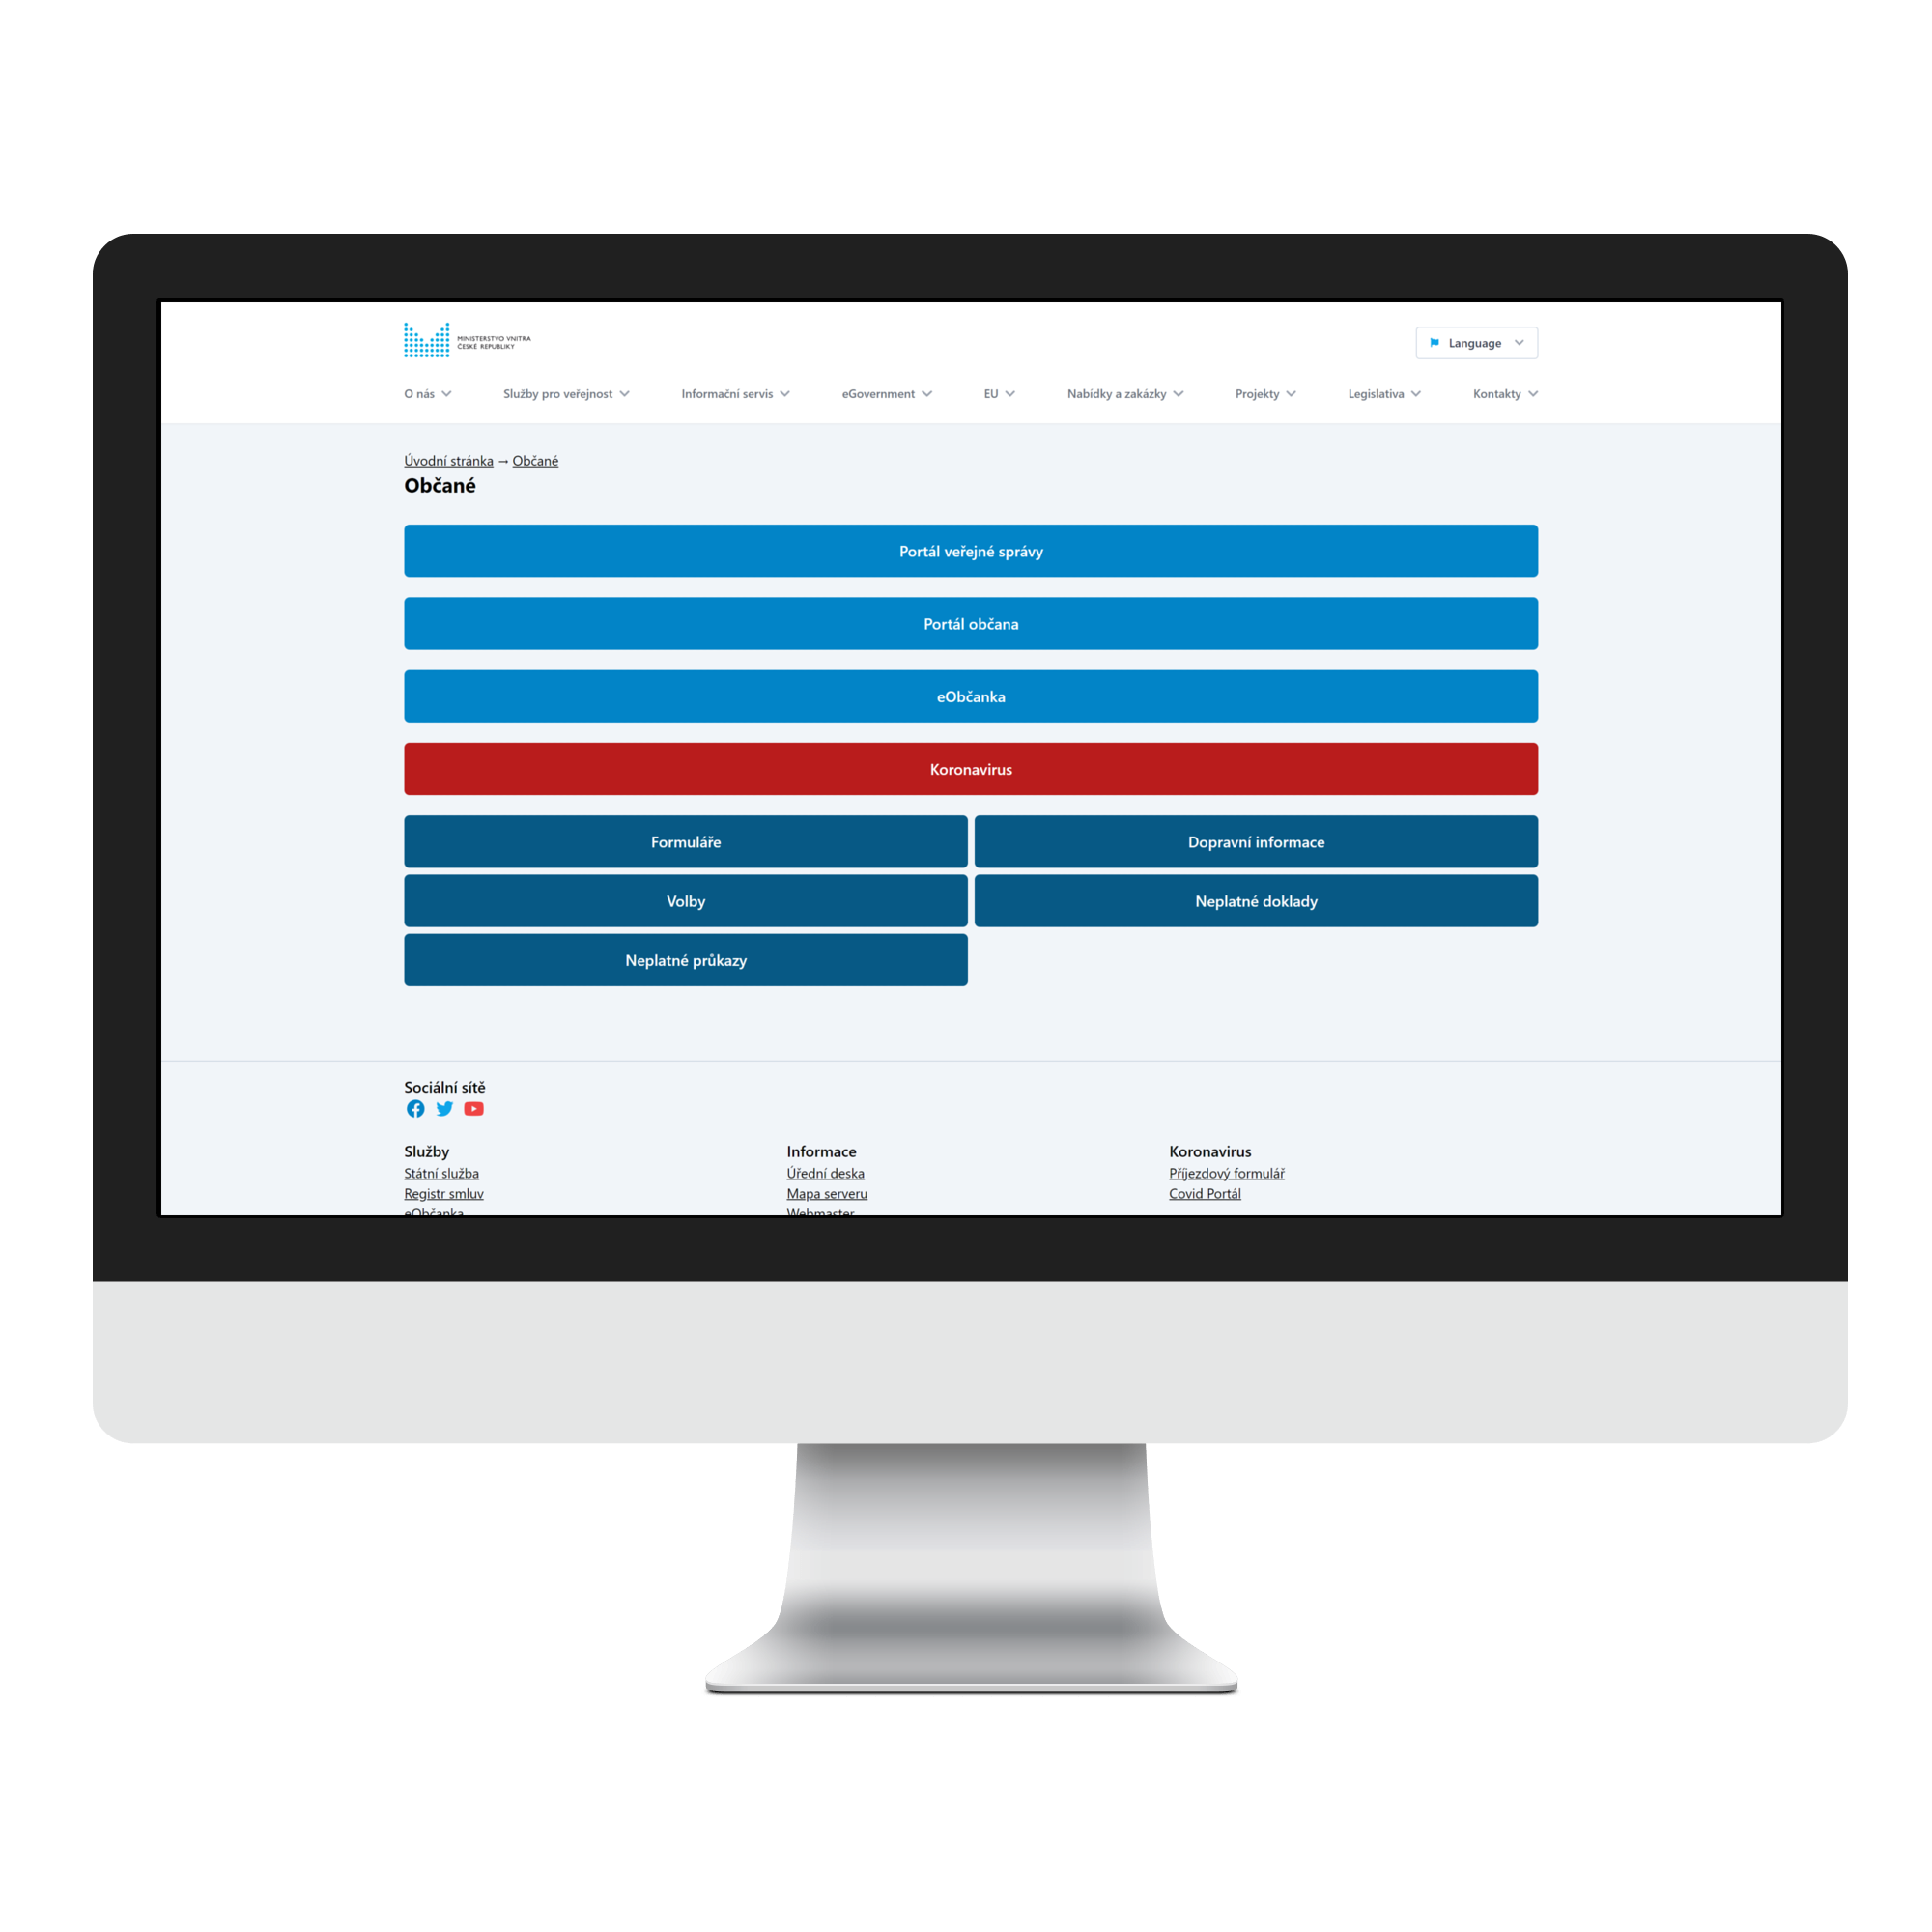 MINISTERSTVO VNITRA
ČESKÉ REPUBLIKY
Language
O nás Služby pro veřejnost Informační servis eGovernment EU Nabídky a zakázky Projekty Legislativa Kontakty
Úvodní stránka → Občané
Občané
Portál veřejné správy
Portál občana
eObčanka
Koronavirus
Formuláře Dopravní informace
Volby Neplatné doklady
Neplatné průkazy
Sociální sítě
Služby Informace Koronavirus
Státní služba Úřední deska Příjezdový formulář
Registr smluv Mapa serveru Covid Portál
eObčanka Webmaster